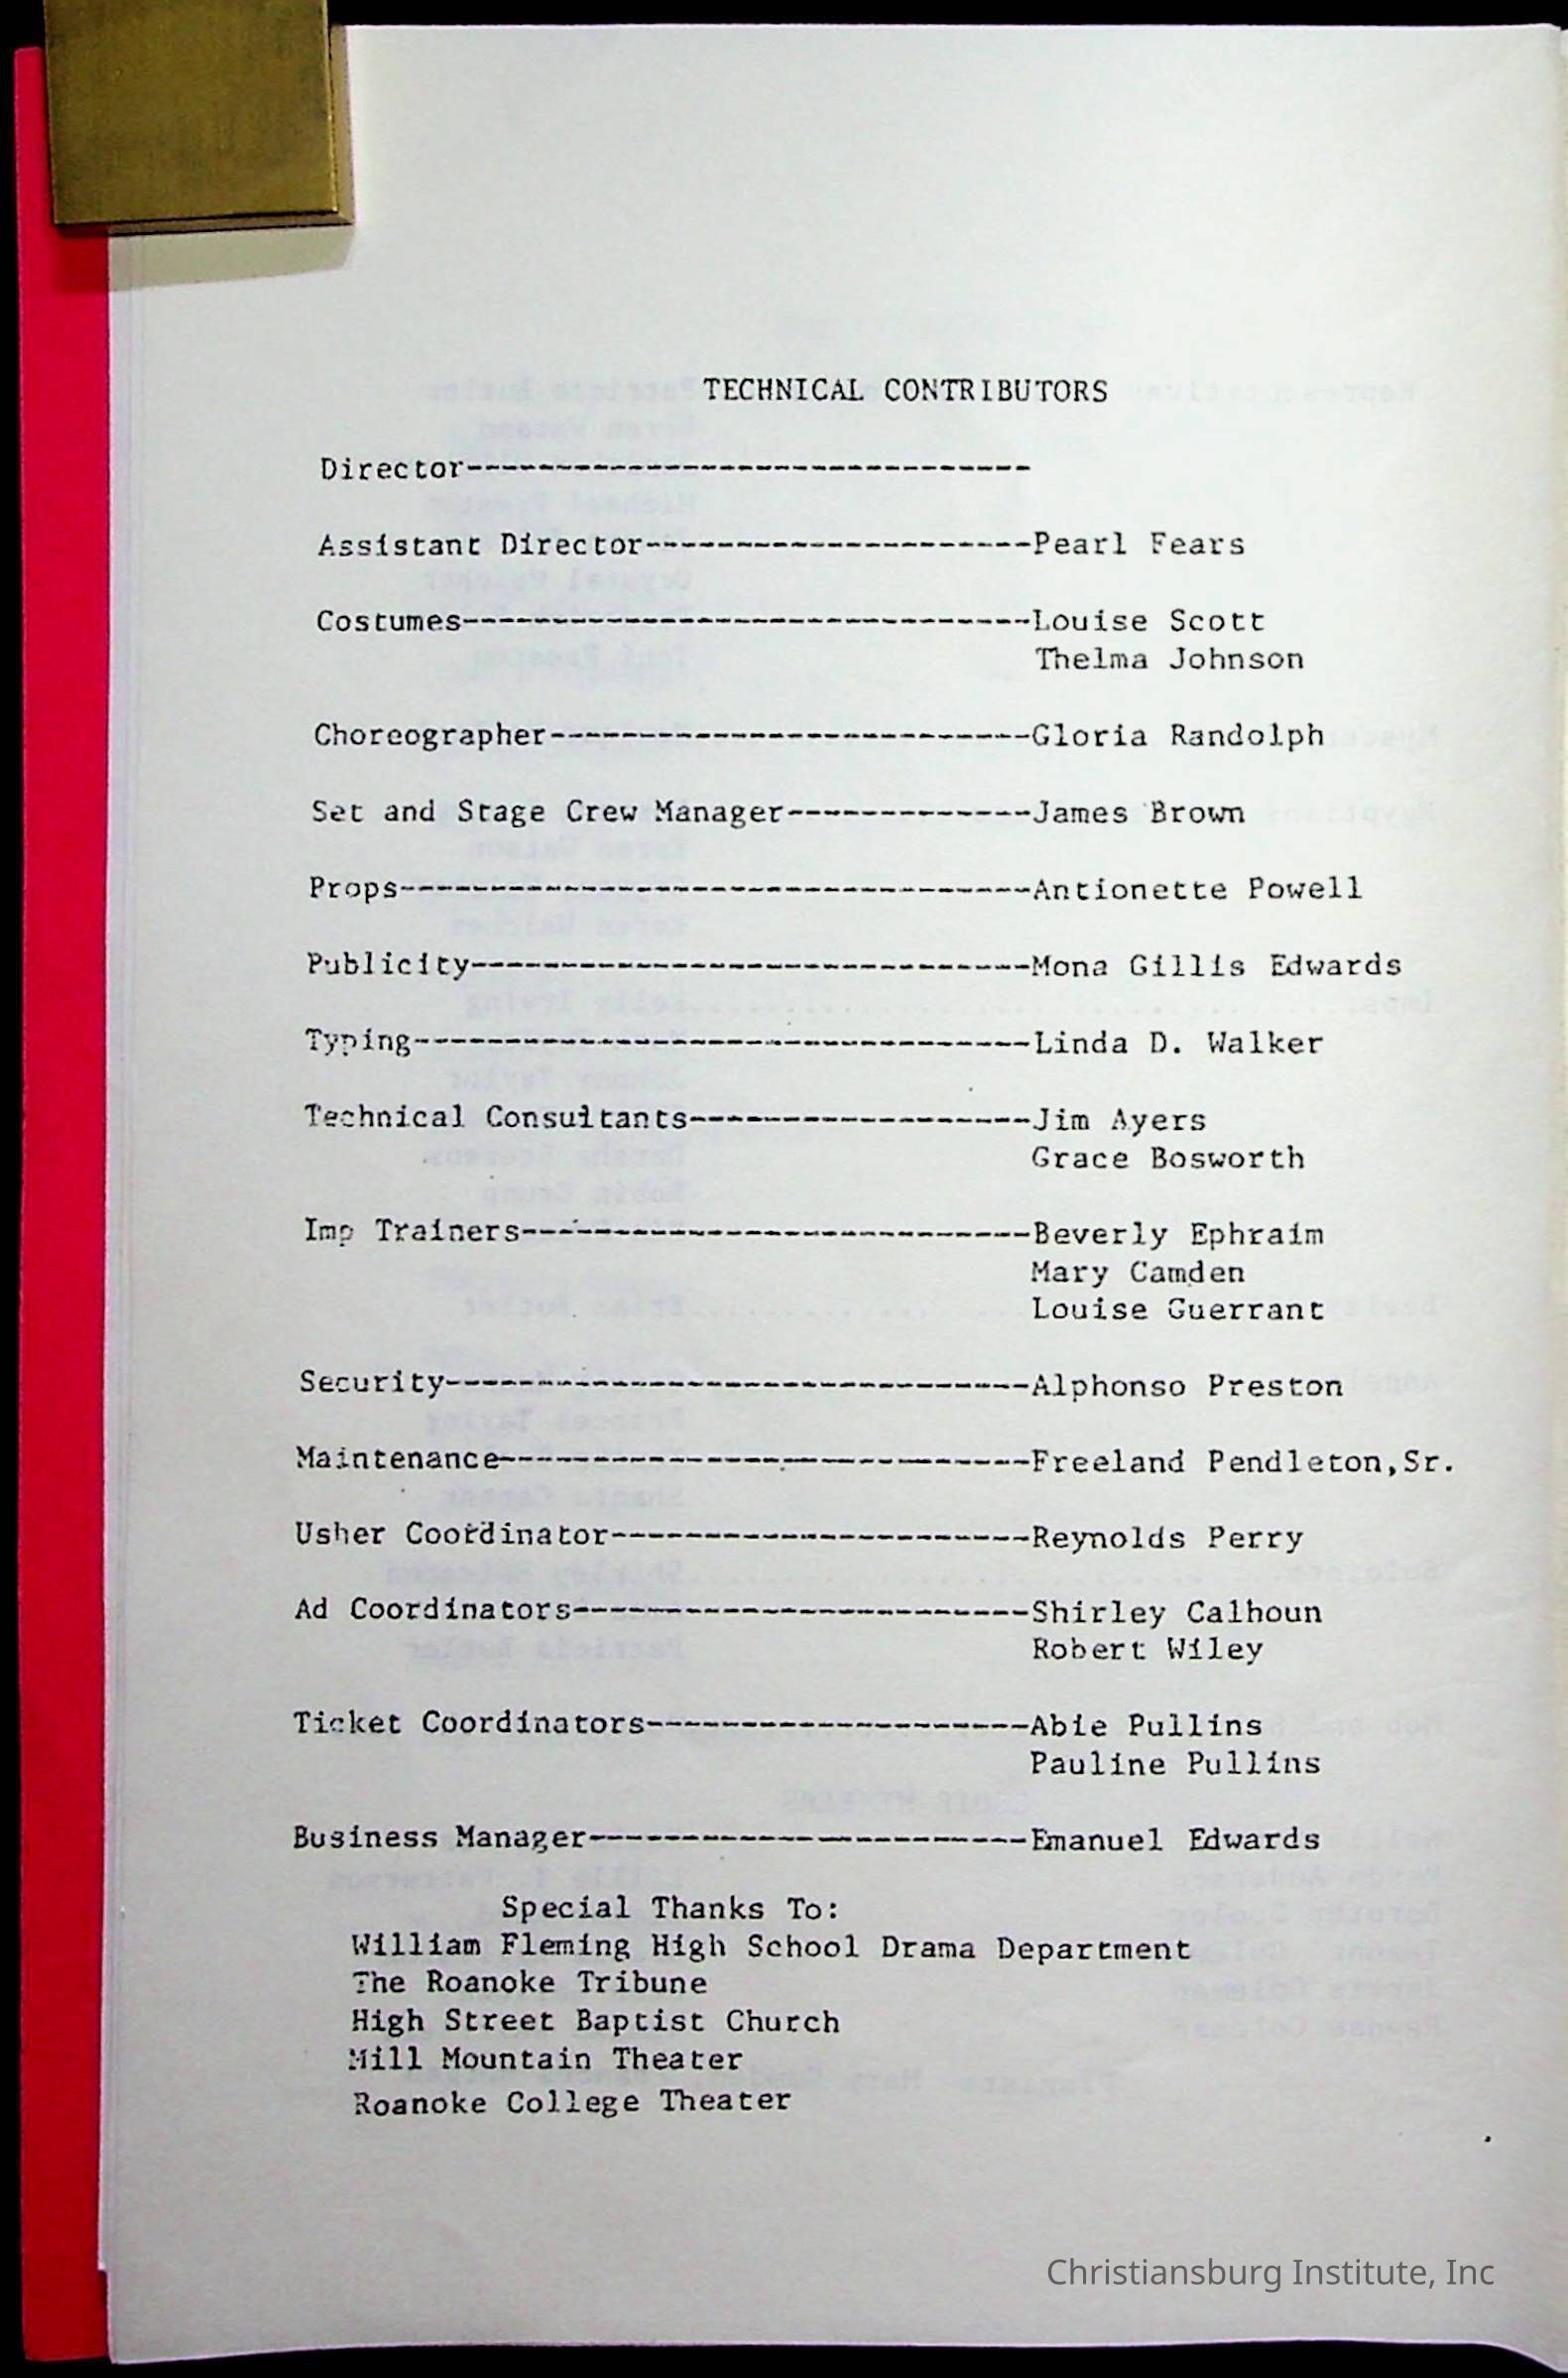 TECHNICAL CONTRIBUTORS
Director-------------------------------
Assistant Director---------------------Pearl Fears
Costumes-------------------------------Louise Scott
Thelma Johnson
Choreographer--------------------------Gloria Randolph
Set and Stage Crew Manager-------------James Brown
Props----------------------------------Antionette Powell
Publicity------------------------------Mona Gillis Edwards
Typing---------------------------------Linda D. Walker
Technical Consultants------------------Jim Ayers
Grace Bosworth
Imp Trainers---------------------------Beverly Ephraim
Mary Camden
Louise Guerrant
Security-------------------------------Alphonso Preston
Maintenance----------------------------Freeland Pendleton,Sr.
Usher Coordinator----------------------Reynolds Perry
Ad Coordinators------------------------Shirley Calhoun
Robert Wiley
Ticket Coordinators--------------------Abie Pullins
Pauline Pullins
Business Manager-----------------------Emanuel Edwards
Special Thanks To:
William Fleming High School Drama Department
The Roanoke Tribune
High Street Baptist Church
Mill Mountain Theater
Roanoke College Theater
Christiansburg Institute, Inc